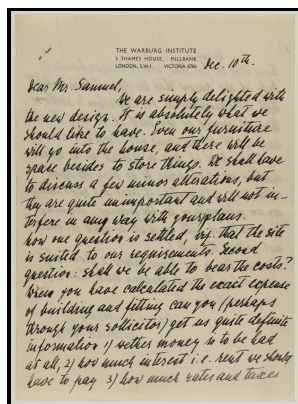 THE WARBURG INSTITUTE
3 THAMES HOUSE, MILLBANK
LONDON, S.W.1. VICTORIA 6786
Dec. 10th.
Dear Mr. Samuel,
We are simply delighted with
the new design. It is absolutely what we
should like to have. Even our furniture
will go into the house, and there will be
space besides to store things. We shall have
to discuss a few minor alterations, but
they are quite unimportant and will not in-
terfere in any way with your plans.
Now one question is settled, viz. that the site
is suited to our requirements. Second
question: shall we be able to bear the costs?
When you have calculated the exact expense
of building and fitting can you (perhaps
through your sollicitor) get us quite definite
information 1) wether money is to be had
at all, 2) how much interest i.e. rent we should
have to pay 3) how much rates and taxes